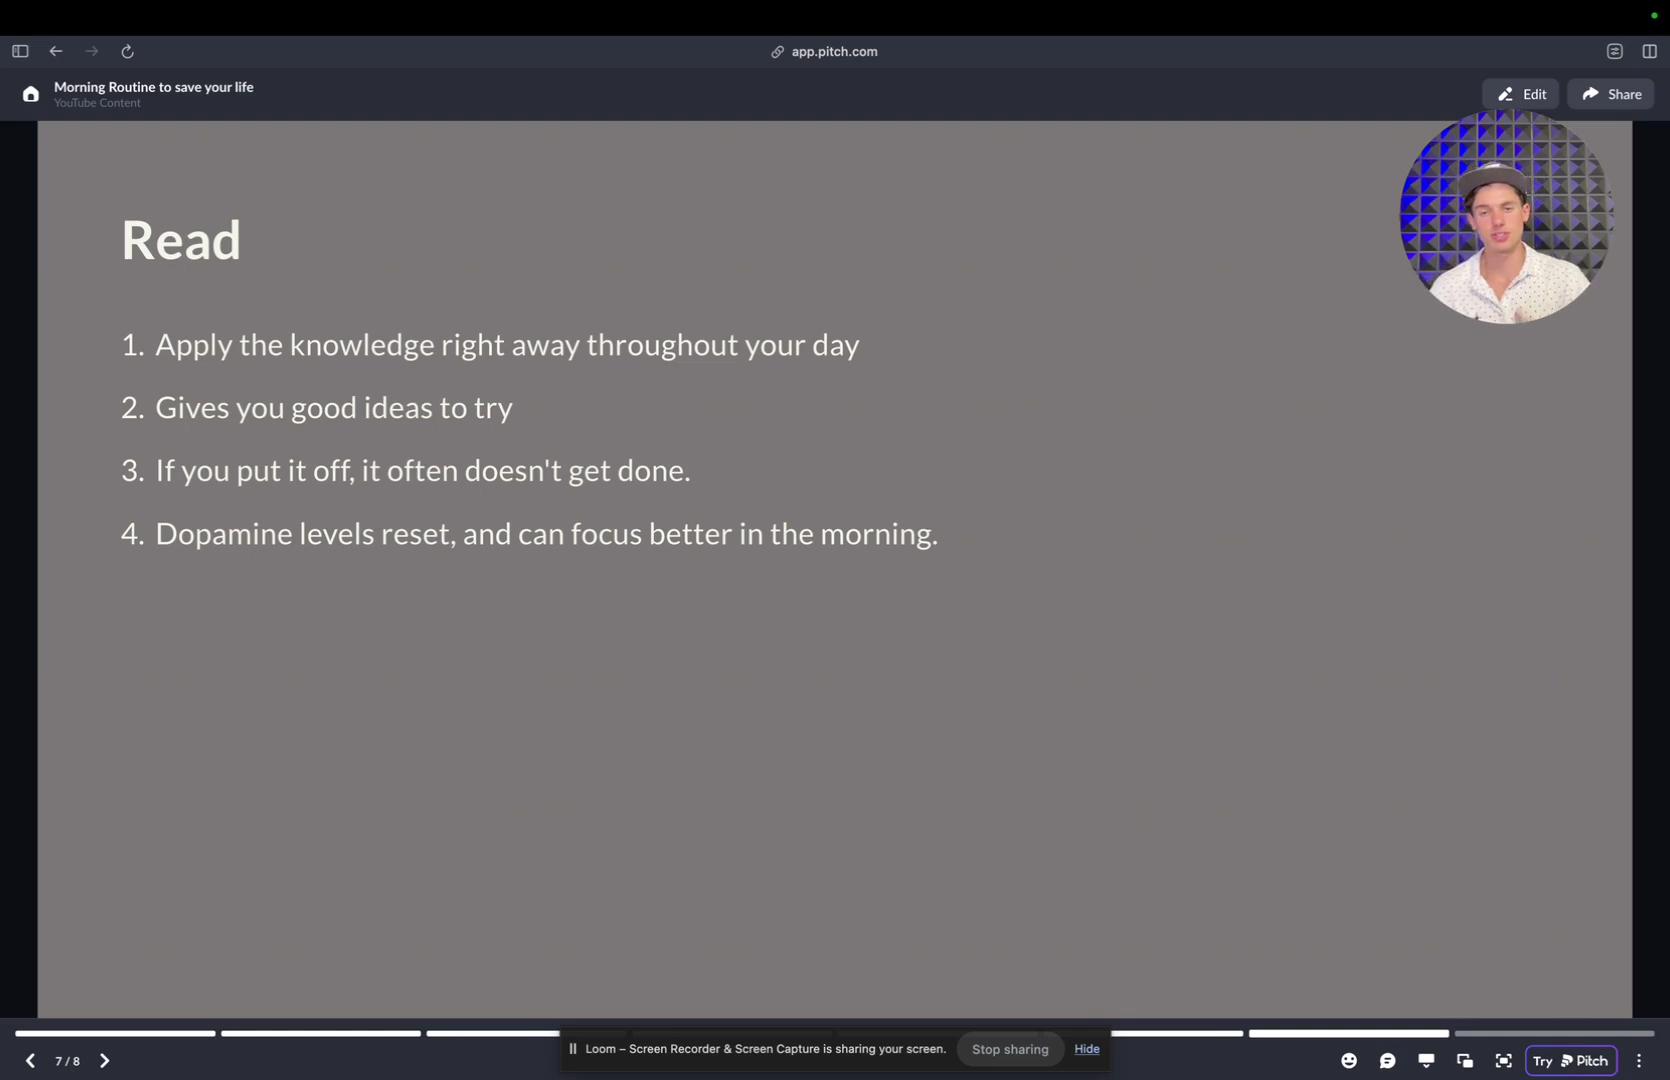 app.pitch.com
Morning Routine to save your life
YouTube Content
Edit
Share
Read
1. Apply the knowledge right away throughout your day
2. Gives you good ideas to try
3. If you put it off, it often doesn't get done.
4. Dopamine levels reset, and can focus better in the morning.
Loom – Screen Recorder & Screen Capture is sharing your screen.
Stop sharing
Hide
7 / 8
Try Pitch